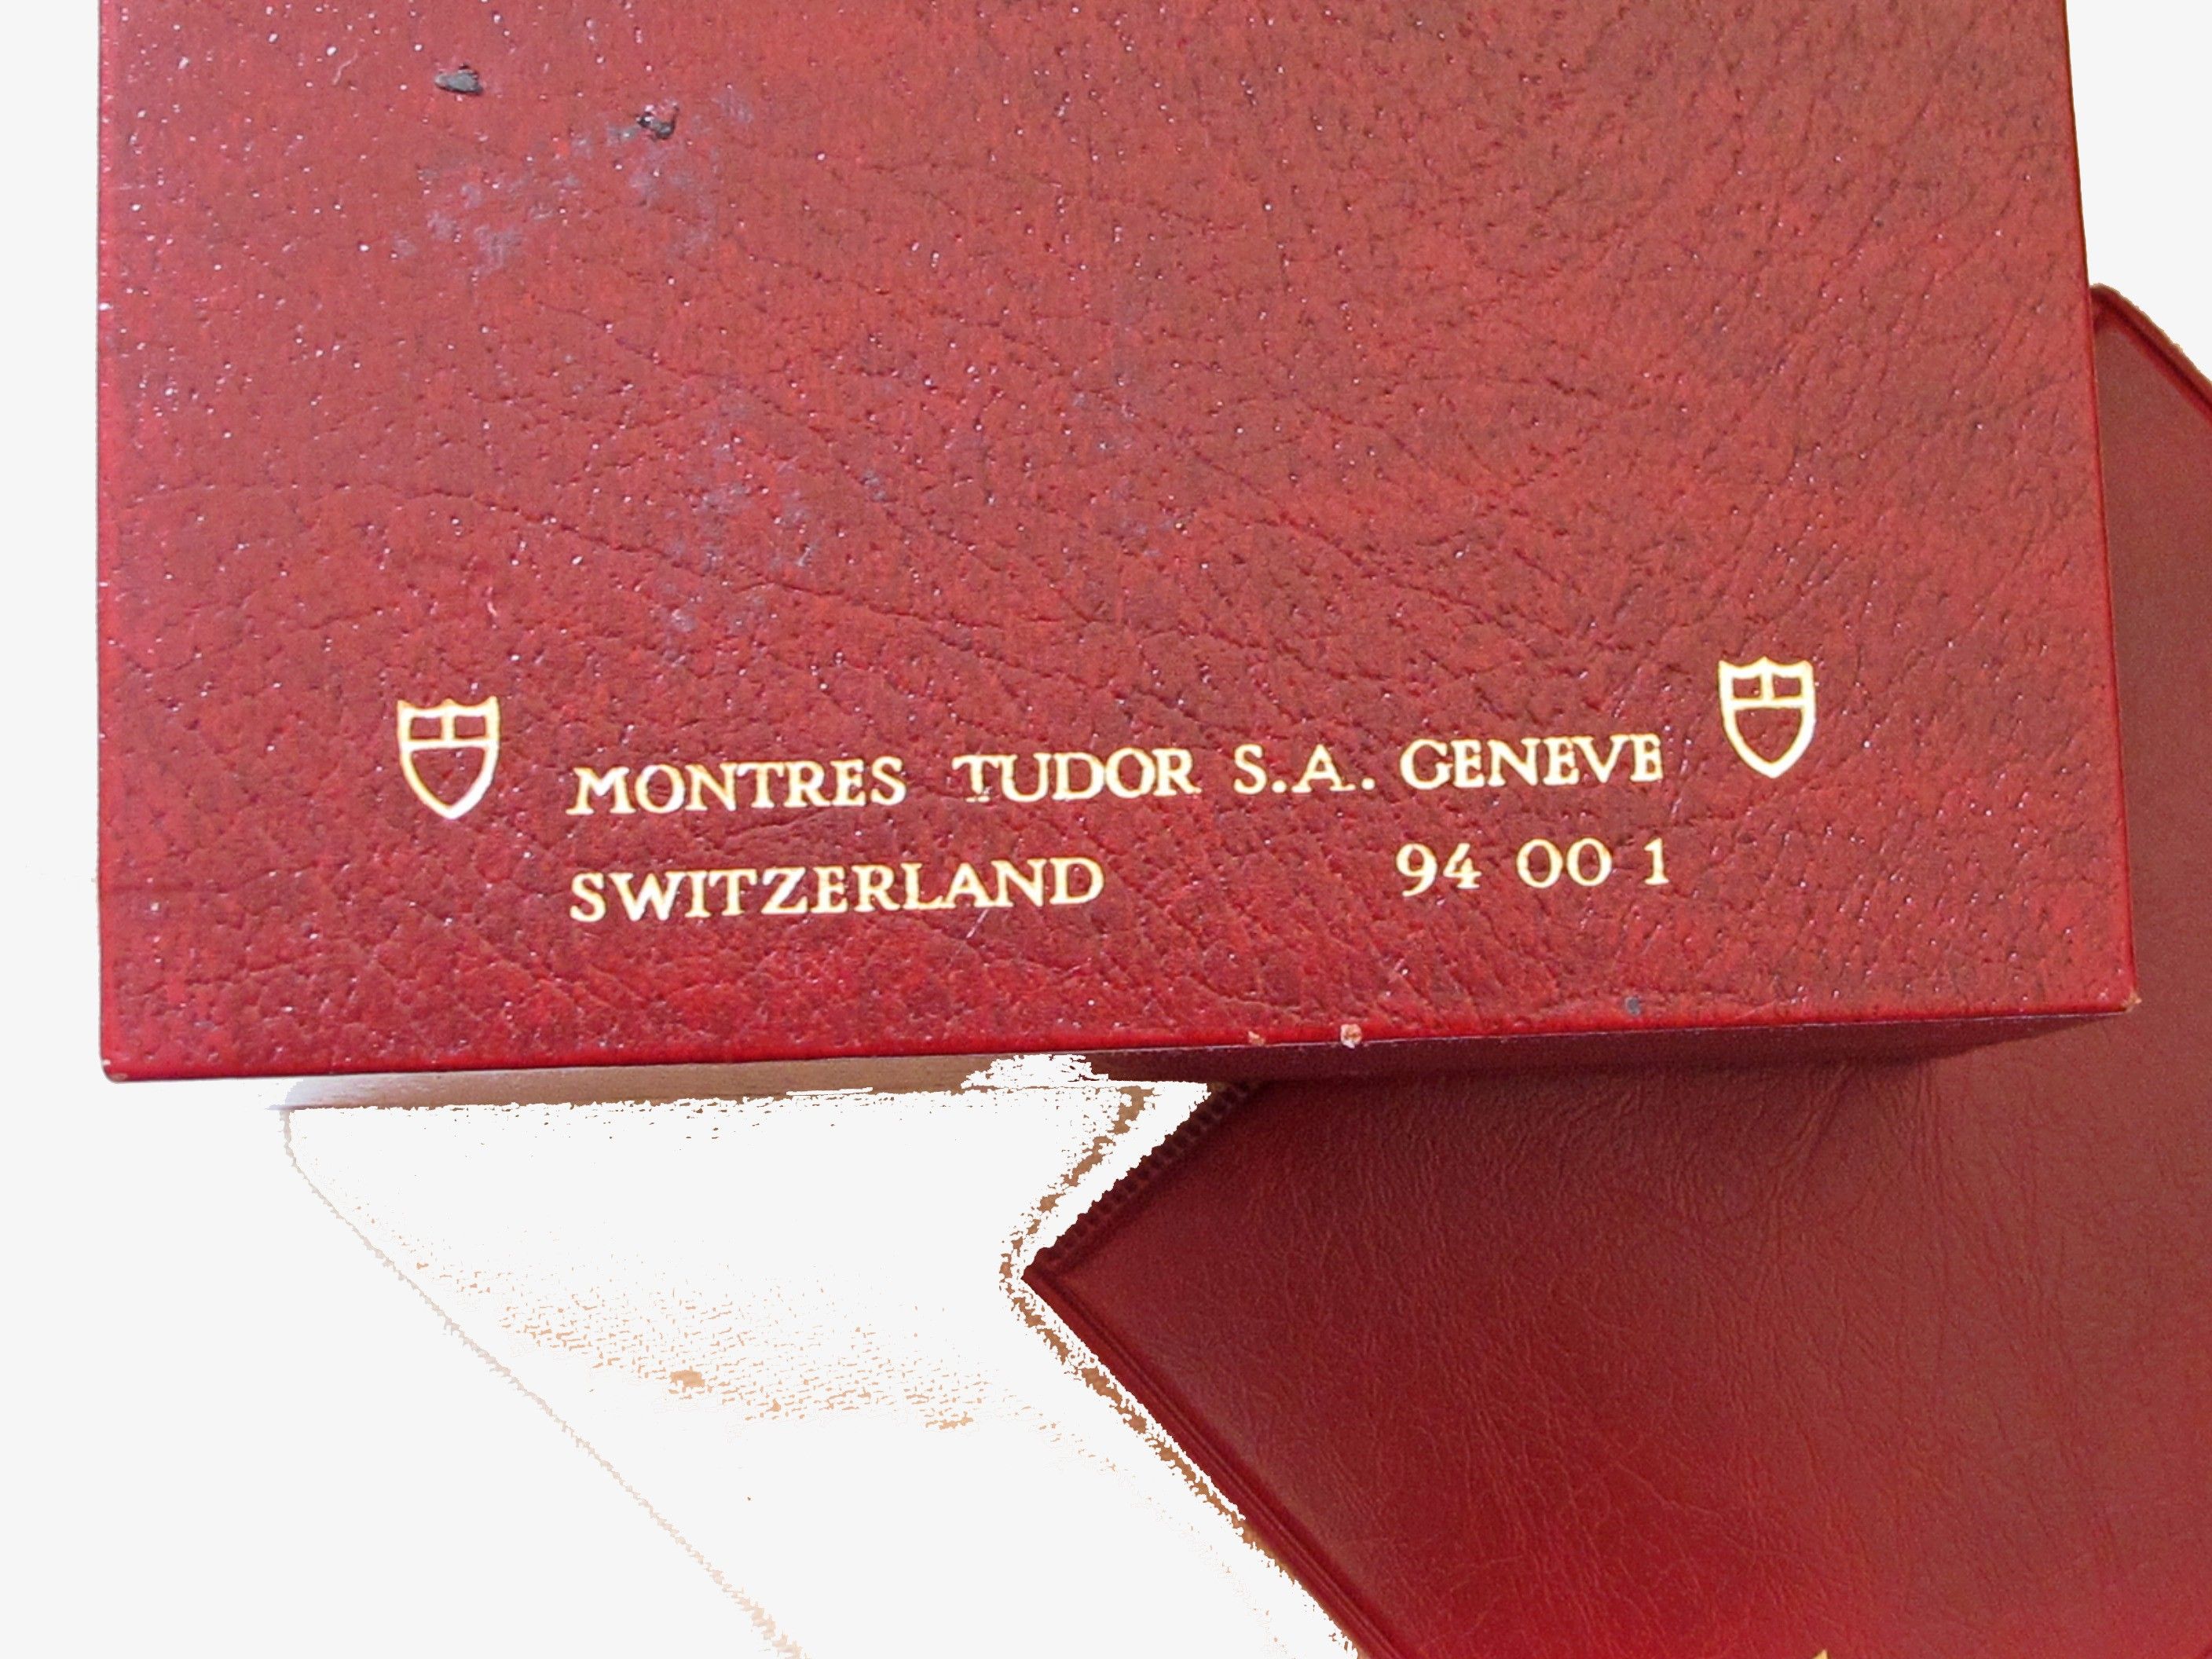 MONTRES TUDOR S.A. GENEVE
SWITZERLAND 94 00 1